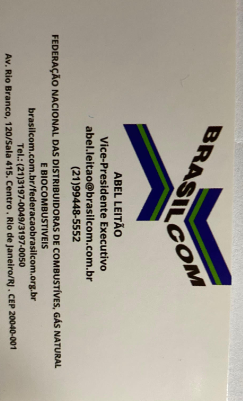 BRASILCOM
ABEL LEITÃO
Vice-Presidente Executivo
abel.leitao@brasilcom.com.br
(21)99448-5552
FEDERAÇÃO NACIONAL DAS DISTRIBUIDORAS DE COMBUSTÍVEIS, GÁS NATURAL
E BIOCOMBUSTIVEIS
brasilcom.com.br/federacaobrasilcom.org.br
Tel.: (21)3197-0049/3197-0050
Av. Rio Branco, 120/Sala 415. Centro . Rio de Janeiro/RJ . CEP 20040-001